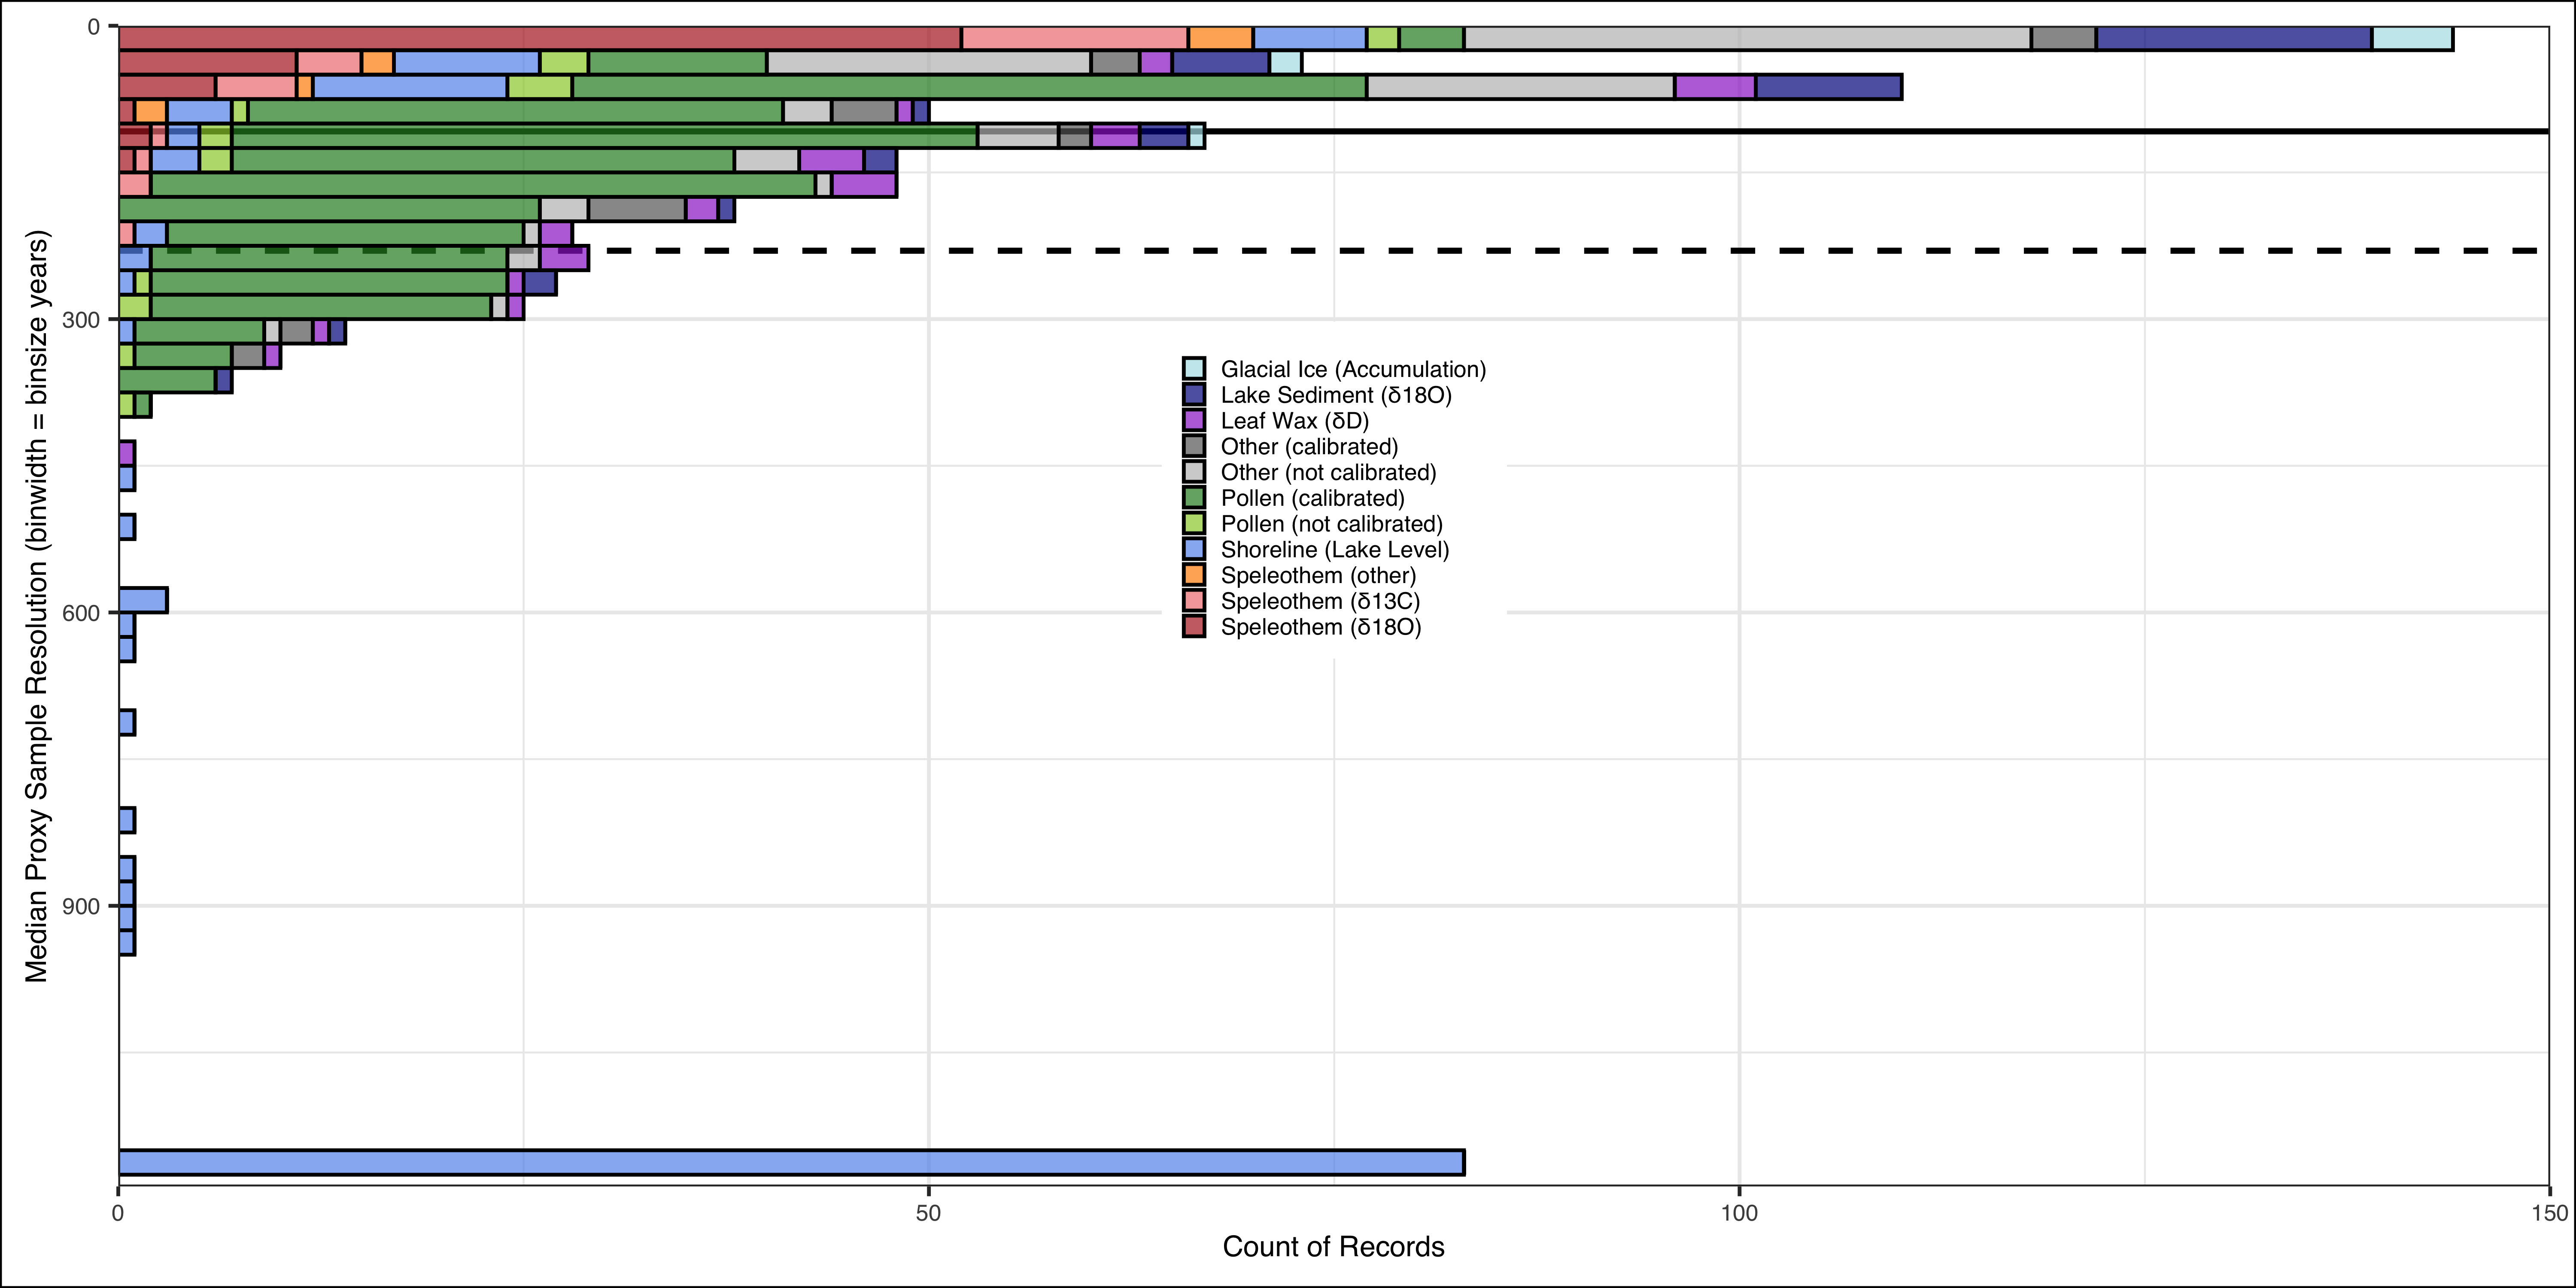 Median Proxy Sample Resolution (binwidth = binsize years)
0
300
600
900
Glacial Ice (Accumulation)
Lake Sediment (δ18O)
Leaf Wax (δD)
Other (calibrated)
Other (not calibrated)
Pollen (calibrated)
Pollen (not calibrated)
Shoreline (Lake Level)
Speleothem (other)
Speleothem (δ13C)
Speleothem (δ18O)
0
50
100
150
Count of Records